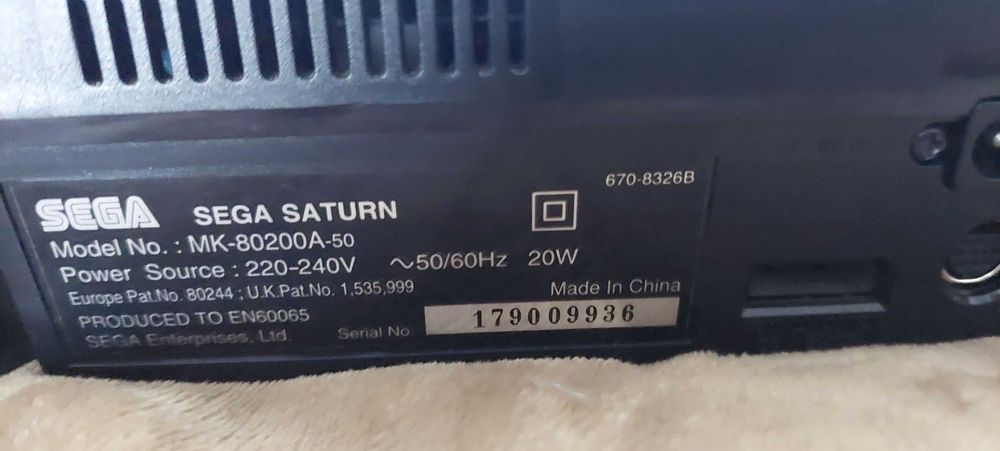 670-8326B
SEGA SEGA SATURN
Model No. : MK-80200A-50
Power Source : 220-240V ～50/60Hz 20W
Europe Pat.No. 80244 ; U.K.Pat.No. 1,535,999
Made In China
PRODUCED TO EN60065
Serial No 179009936
SEGA Enterprises, Ltd.